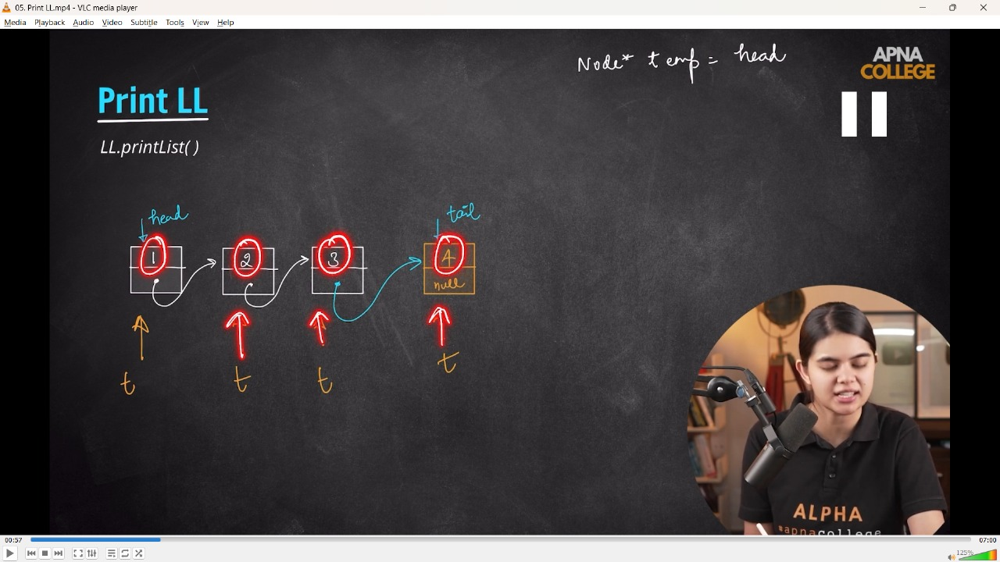 05. Print LL.mp4 - VLC media player
Media Playback Audio Video Subtitle Tools View Help
Node* temp = head
APNA
COLLEGE
Print LL
LL.printList( )
head
tail
1
2
3
4
null
t
t
t
t
ALPHA
#apnacollege
00:57
07:00
125%